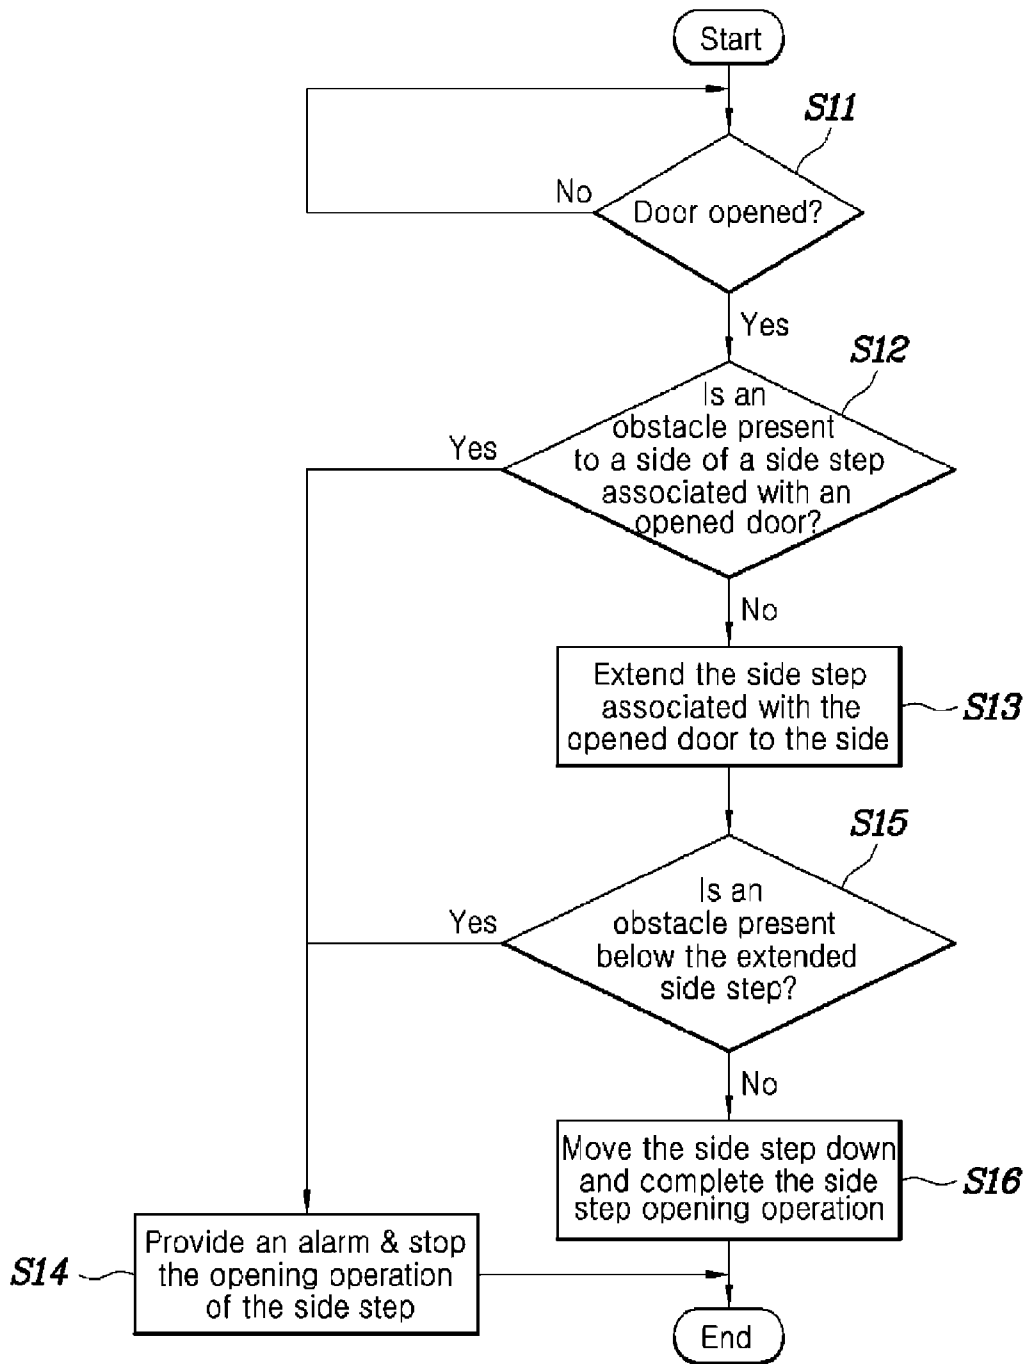 Start
S11
No
Door opened?
Yes
S12
Is an
obstacle present
to a side of a side step
associated with an
opened door?
Yes
No
Extend the side step
associated with the
opened door to the side
S13
S15
Is an
obstacle present
below the extended
side step?
Yes
No
Move the side step down
and complete the side
step opening operation
S16
Provide an alarm & stop
the opening operation
of the side step
S14
End